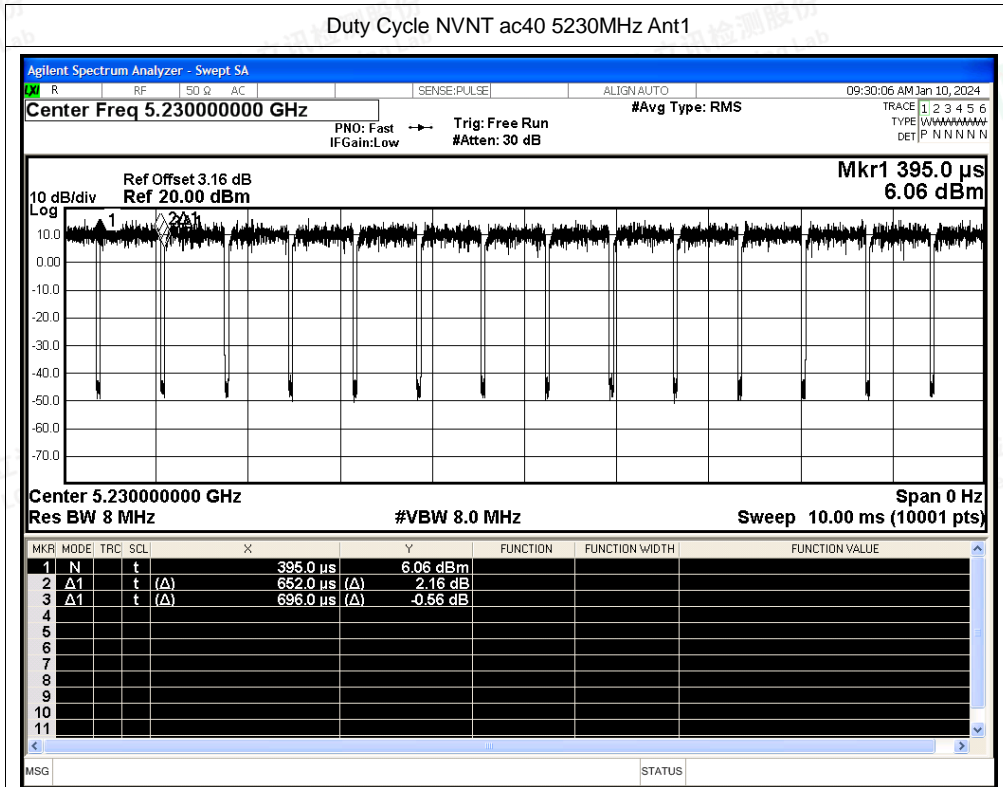 Duty Cycle NVNT ac40 5230MHz Ant1
Agilent Spectrum Analyzer - Swept SA
LXI R RF 50 Ω AC SENSE:PULSE ALIGN AUTO 09:30:06 AM Jan 10, 2024
Center Freq 5.230000000 GHz #Avg Type: RMS TRACE 1 2 3 4 5 6
PNO: Fast Trig: Free Run TYPE WWWWWW
IFGain:Low #Atten: 30 dB DET P N N N N N
Mkr1 395.0 µs
6.06 dBm
Ref Offset 3.16 dB
10 dB/div Ref 20.00 dBm
Log
1 2Δ1
10.0
0.00
-10.0
-20.0
-30.0
-40.0
-50.0
-60.0
-70.0
Center 5.230000000 GHz Span 0 Hz
Res BW 8 MHz #VBW 8.0 MHz Sweep 10.00 ms (10001 pts)
MKR MODE TRC SCL X Y FUNCTION FUNCTION WIDTH FUNCTION VALUE
1 N t 395.0 µs 6.06 dBm
2 Δ1 t (Δ) 652.0 µs (Δ) 2.16 dB
3 Δ1 t (Δ) 696.0 µs (Δ) -0.56 dB
4
5
6
7
8
9
10
11
MSG STATUS